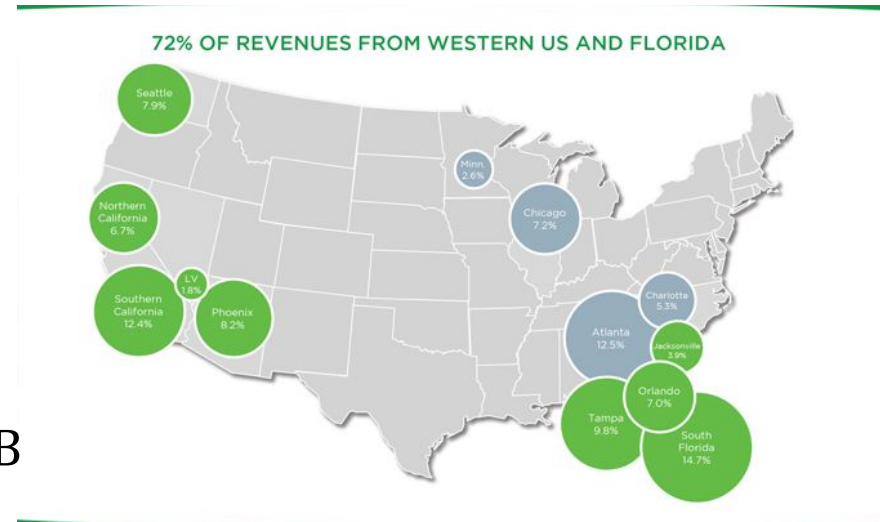 72% OF REVENUES FROM WESTERN US AND FLORIDA
Seattle
7.9%
Minn.
2.6%
Northern
California
6.7%
Chicago
7.2%
LV
1.8%
Southern
California
12.4%
Phoenix
8.2%
Charlotte
5.3%
Atlanta
12.5%
Jacksonville
3.9%
Orlando
7.0%
Tampa
9.8%
South
Florida
14.7%
B